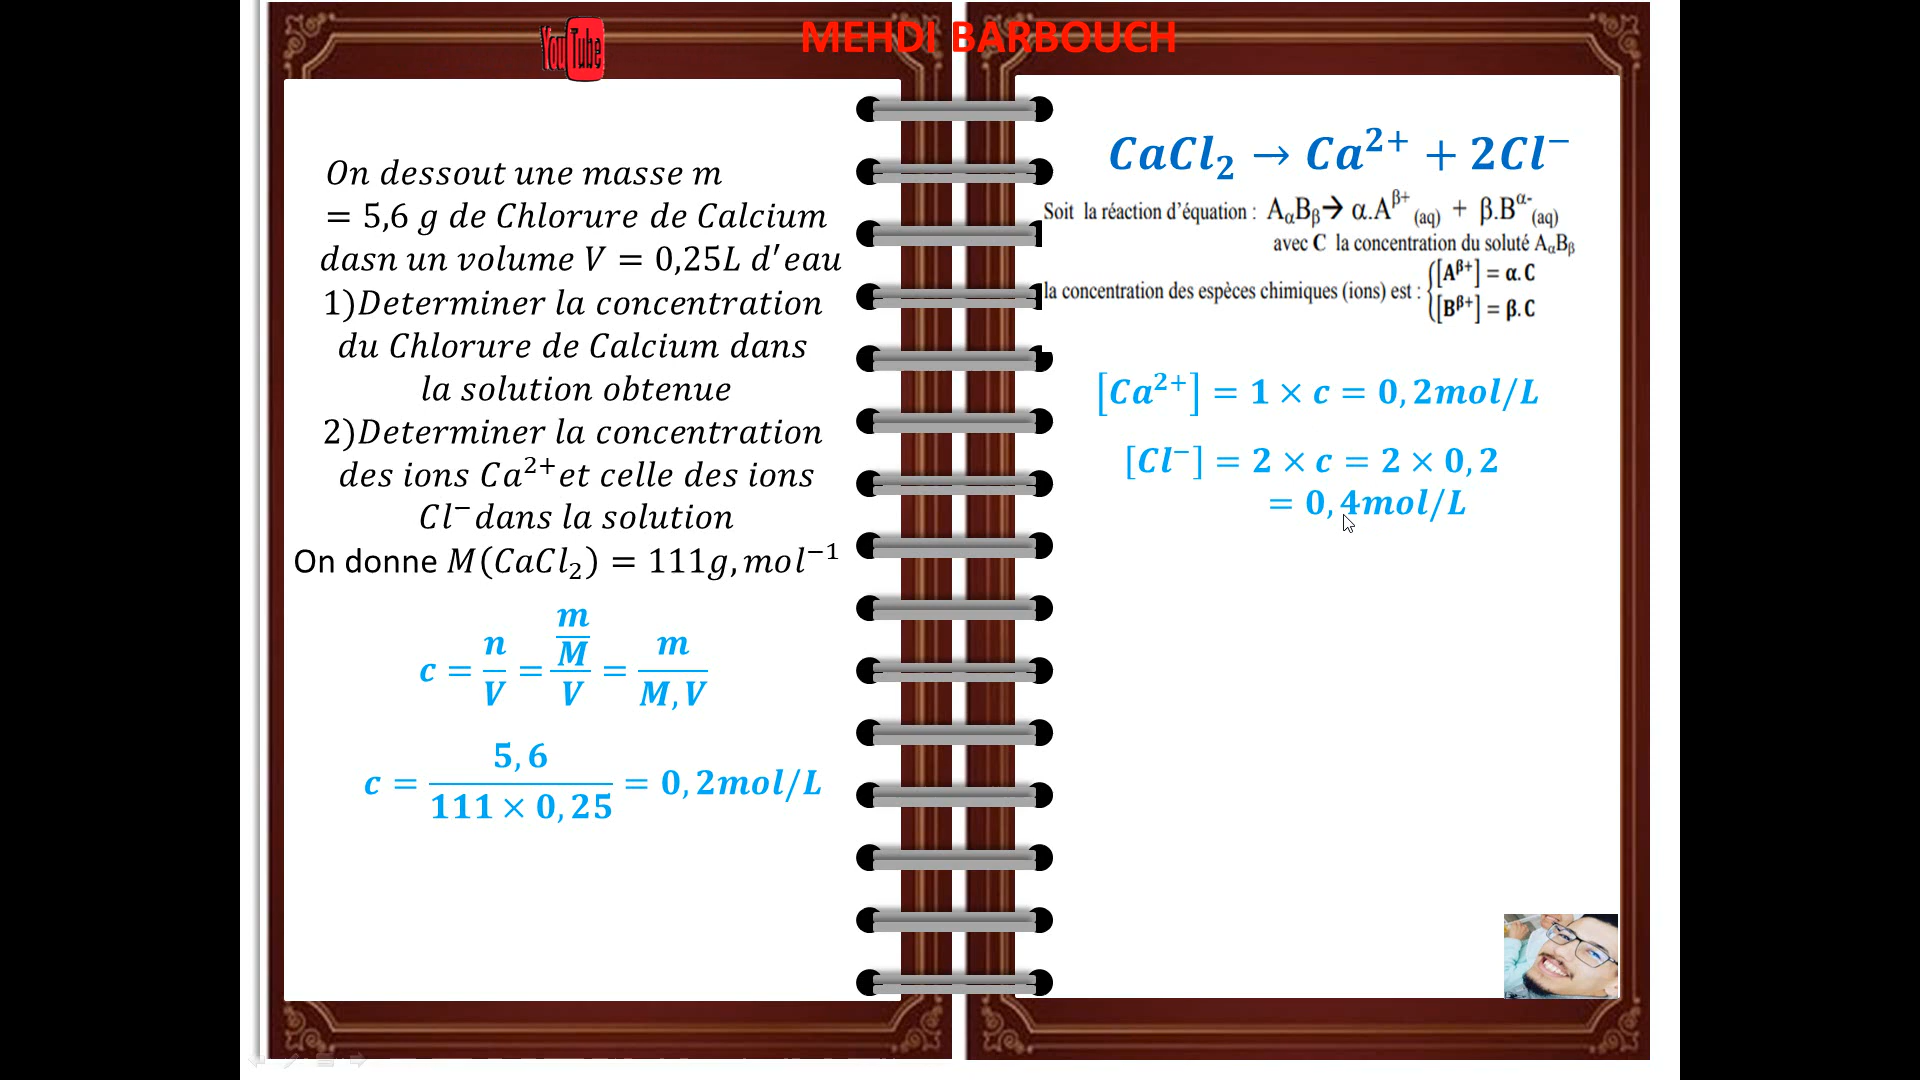 YouTube
MEHDI BARBOUCH
On dessout une masse m
= 5,6 g de Chlorure de Calcium
dasn un volume V = 0,25L d′eau
1)Determiner la concentration
du Chlorure de Calcium dans
la solution obtenue
2)Determiner la concentration
des ions Ca²⁺et celle des ions
Cl⁻dans la solution
On donne M(CaCl₂) = 111g,mol⁻¹
c = n/V = (m/M)/V = m/(M,V)
c = 5,6/(111 × 0,25) = 0,2mol/L
CaCl₂ → Ca²⁺ + 2Cl⁻
Soit la réaction d'équation : AαBβ→ α.Aᵝ⁺(aq) + β.Bᵅ⁻(aq)
avec C la concentration du soluté AαBβ
la concentration des espèces chimiques (ions) est : {[Aᵝ⁺] = α.C
[Bᵝ⁺] = β.C
[Ca²⁺] = 1 × c = 0,2mol/L
[Cl⁻] = 2 × c = 2 × 0,2
= 0,4mol/L